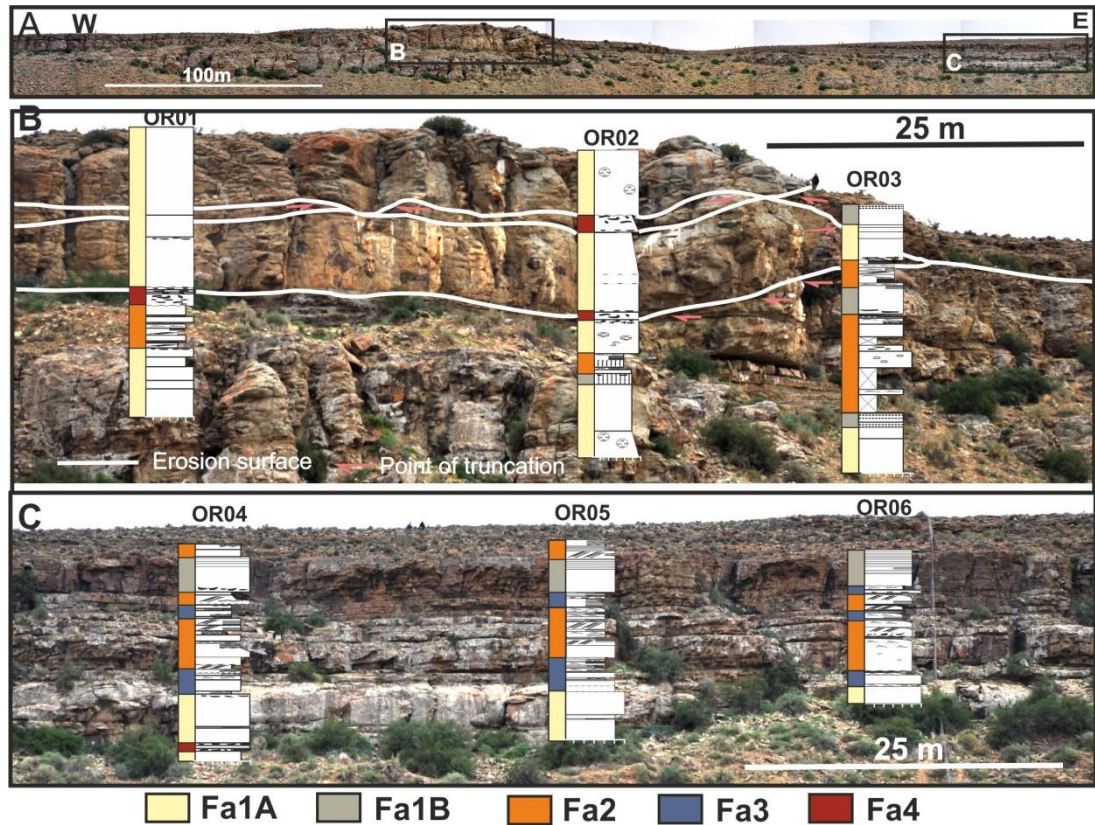 A W E
B
C
100m
B
OR01
OR02
25 m
OR03
Erosion surface
Point of truncation
C
OR04
OR05
OR06
25 m
Fa1A Fa1B Fa2 Fa3 Fa4